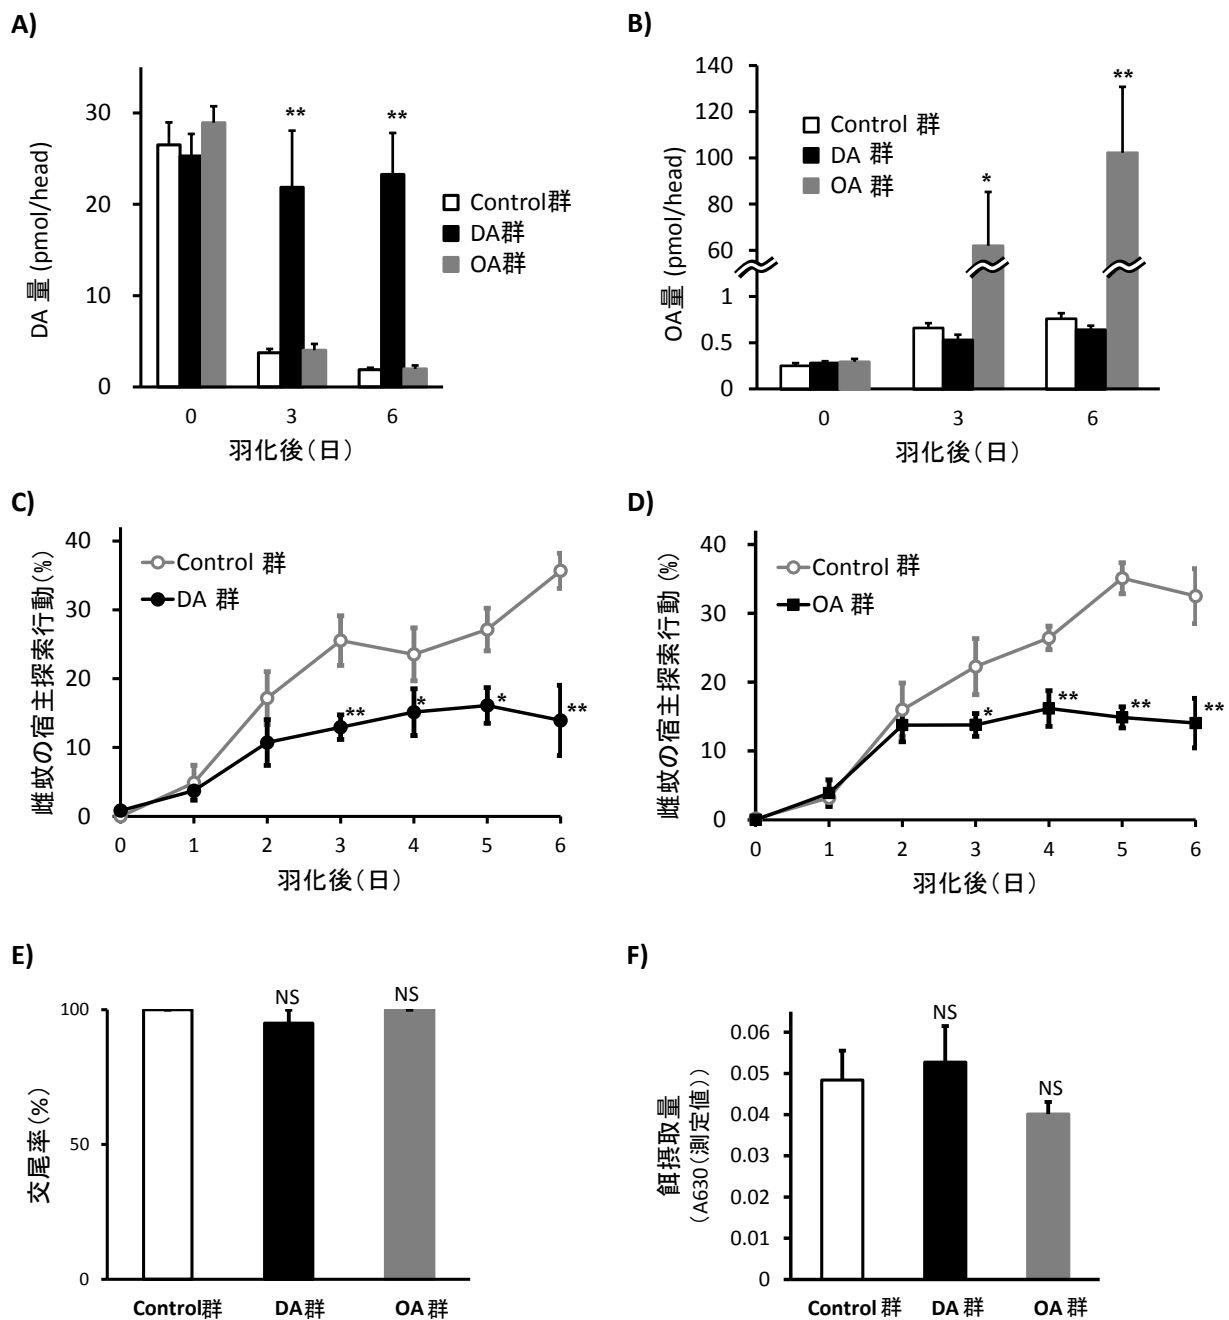 A)
DA 量 (pmol/head)
30
20
10
0
**
**
Control群
DA群
OA群
0
3
6
羽化後(日)
B)
OA量 (pmol/head)
140
120
100
80
60
1
0.5
0
Control 群
DA 群
OA 群
*
**
0
3
6
羽化後(日)
C)
雌蚊の宿主探索行動(%)
40
30
20
10
0
Control 群
DA 群
**
*
*
**
0
1
2
3
4
5
6
羽化後(日)
D)
雌蚊の宿主探索行動(%)
40
30
20
10
0
Control 群
OA 群
*
**
**
**
0
1
2
3
4
5
6
羽化後(日)
E)
交尾率(%)
100
50
0
NS
NS
Control群
DA群
OA 群
F)
餌摂取量
(A630(測定値))
0.06
0.05
0.04
0.03
0.02
0.01
0
NS
NS
Control 群
DA 群
OA 群